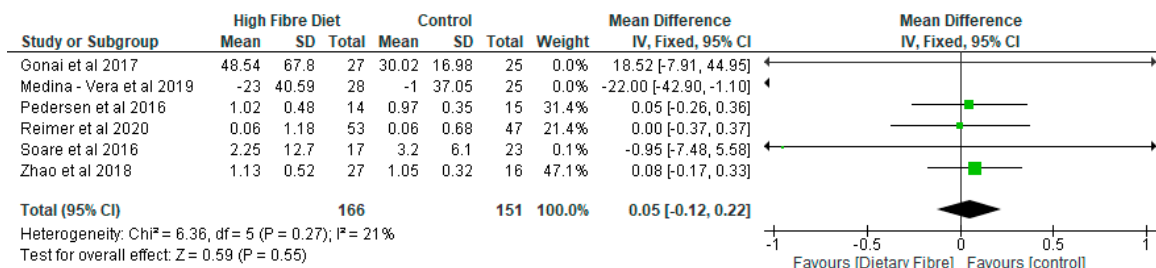 High Fibre Diet Control Mean Difference Mean Difference
Study or Subgroup Mean SD Total Mean SD Total Weight IV, Fixed, 95% CI IV, Fixed, 95% CI
Gonai et al 2017 48.54 67.8 27 30.02 16.98 25 0.0% 18.52 [-7.91, 44.95]
Medina - Vera et al 2019 -23 40.59 28 -1 37.05 25 0.0% -22.00 [-42.90, -1.10]
Pedersen et al 2016 1.02 0.48 14 0.97 0.35 15 31.4% 0.05 [-0.26, 0.36]
Reimer et al 2020 0.06 1.18 53 0.06 0.68 47 21.4% 0.00 [-0.37, 0.37]
Soare et al 2016 2.25 12.7 17 3.2 6.1 23 0.1% -0.95 [-7.48, 5.58]
Zhao et al 2018 1.13 0.52 27 1.05 0.32 16 47.1% 0.08 [-0.17, 0.33]
Total (95% CI) 166 151 100.0% 0.05 [-0.12, 0.22]
Heterogeneity: Chi² = 6.36, df = 5 (P = 0.27); I² = 21%
Test for overall effect: Z = 0.59 (P = 0.55)
-1 -0.5 0 0.5 1
Favours [Dietary Fibre] Favours [control]